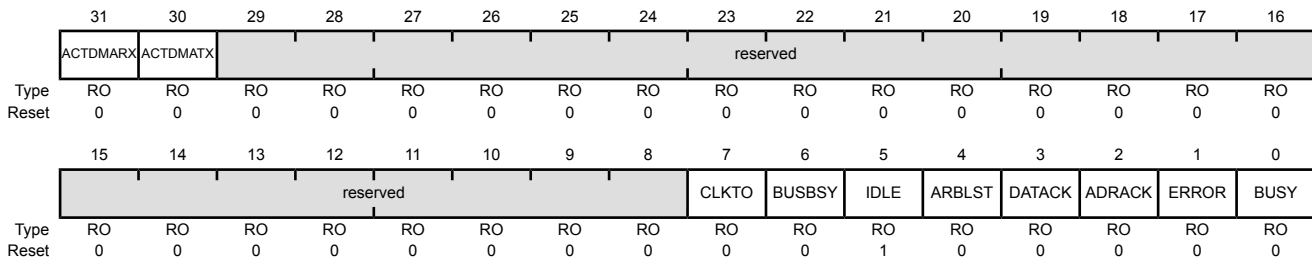 31 30 29 28 27 26 25 24 23 22 21 20 19 18 17 16
ACTDMARX ACTDMATX reserved
Type RO RO RO RO RO RO RO RO RO RO RO RO RO RO RO RO
Reset 0 0 0 0 0 0 0 0 0 0 0 0 0 0 0 0
15 14 13 12 11 10 9 8 7 6 5 4 3 2 1 0
reserved CLKTO BUSBSY IDLE ARBLST DATACK ADRACK ERROR BUSY
Type RO RO RO RO RO RO RO RO RO RO RO RO RO RO RO RO
Reset 0 0 0 0 0 0 0 0 0 0 1 0 0 0 0 0